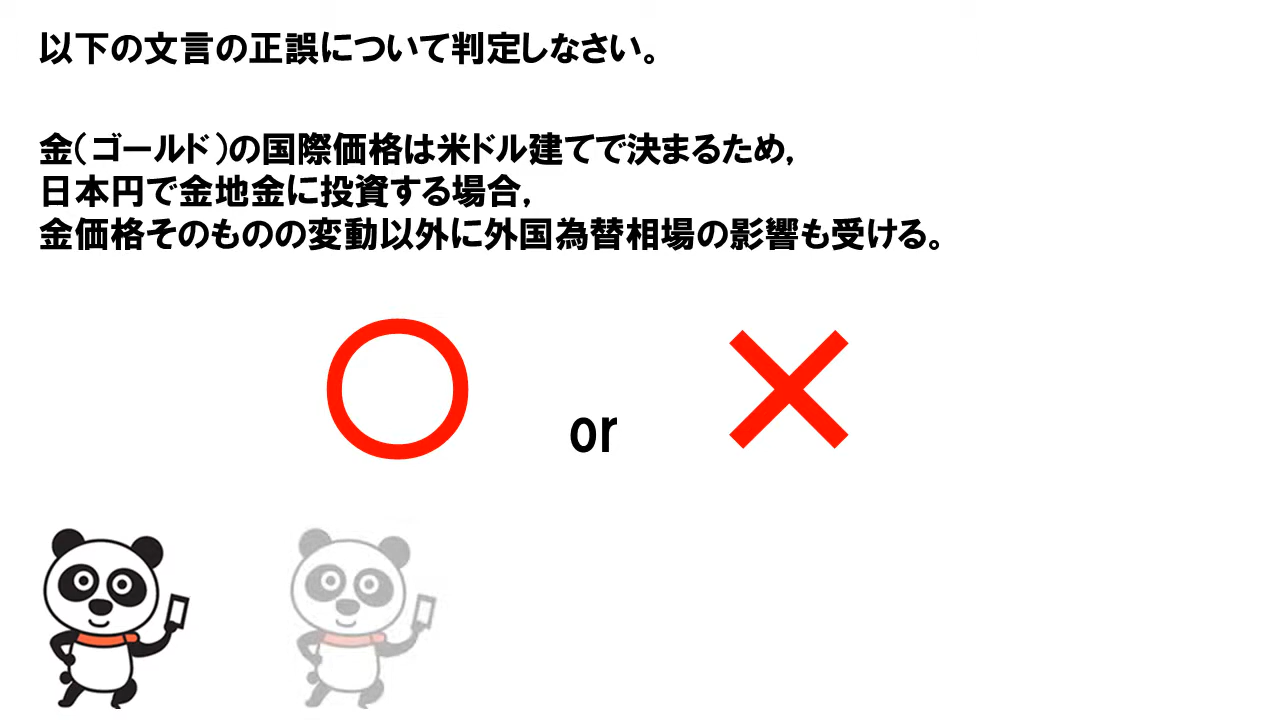 以下の文言の正誤について判定しなさい。
金(ゴールド)の国際価格は米ドル建てで決まるため,
日本円で金地金に投資する場合,
金価格そのものの変動以外に外国為替相場の影響も受ける。
or